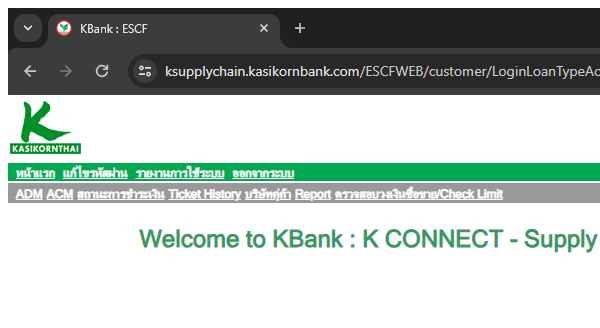 KBank : ESCF
ksupplychain.kasikornbank.com/ESCFWEB/customer/LoginLoanTypeAc
KASIKORNTHAI
หน้าแรก แก้ไขรหัสผ่าน รายงานการใช้ระบบ ออกจากระบบ
ADM ACM สถานะการชำระเงิน Ticket History บริษัทคู่ค้า Report ตรวจสอบวงเงินซื้อขาย/Check Limit
Welcome to KBank : K CONNECT - Supply